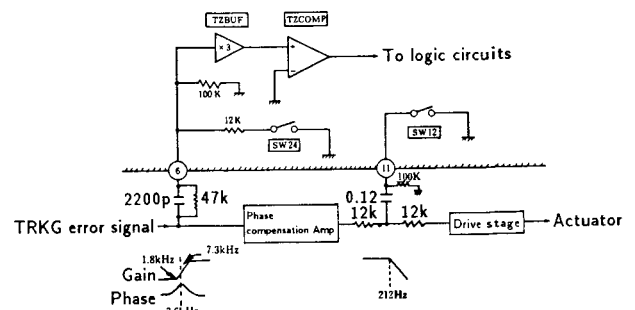 TZBUF
TZCOMP
× 3
+
−
To logic circuits
100 K
12K
SW24
SW12
6
11
2200p
47k
0.12
100K
12k
12k
TRKG error signal
Phase
compensation Amp
Drive stage
Actuator
1.8kHz
7.3kHz
Gain
Phase
212Hz